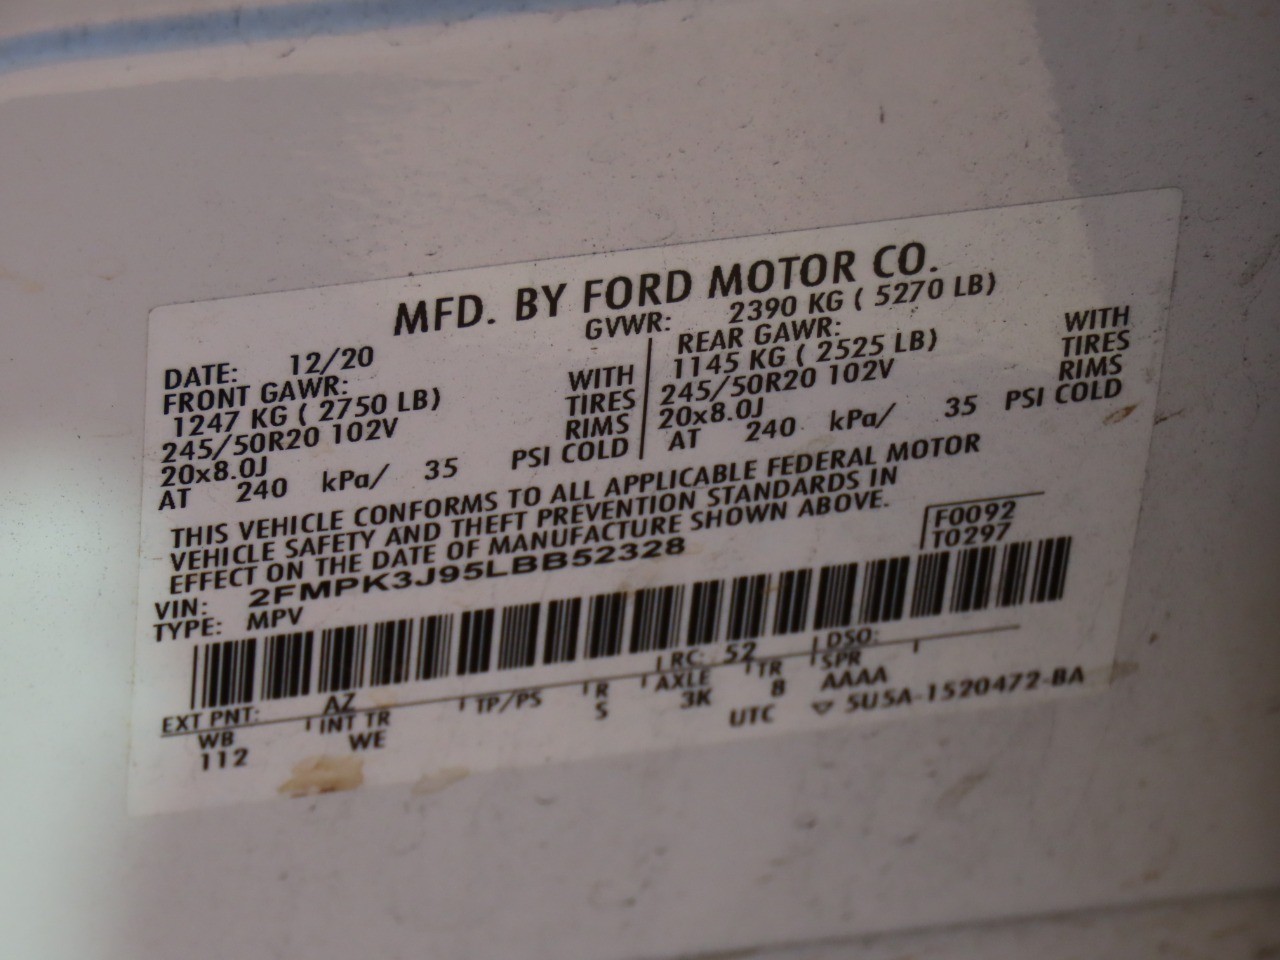 MFD. BY FORD MOTOR CO.
DATE: 12/20 GVWR: 2390 KG ( 5270 LB)
FRONT GAWR: REAR GAWR:
1247 KG ( 2750 LB) WITH 1145 KG ( 2525 LB) WITH
245/50R20 102V TIRES 245/50R20 102V TIRES
20x8.0J RIMS 20x8.0J RIMS
AT 240 kPa/ 35 PSI COLD AT 240 kPa/ 35 PSI COLD
THIS VEHICLE CONFORMS TO ALL APPLICABLE FEDERAL MOTOR
VEHICLE SAFETY AND THEFT PREVENTION STANDARDS IN
EFFECT ON THE DATE OF MANUFACTURE SHOWN ABOVE.
F0092
T0297
VIN: 2FMPK3J95LBB52328
TYPE: MPV
EXT PNT: AZ RC: 52 DSO:
WB INT TR TP/PS R AXLE TR SPR
112 WE S 3K 8 AAAA
UTC ▽ 5U5A-1520472-BA